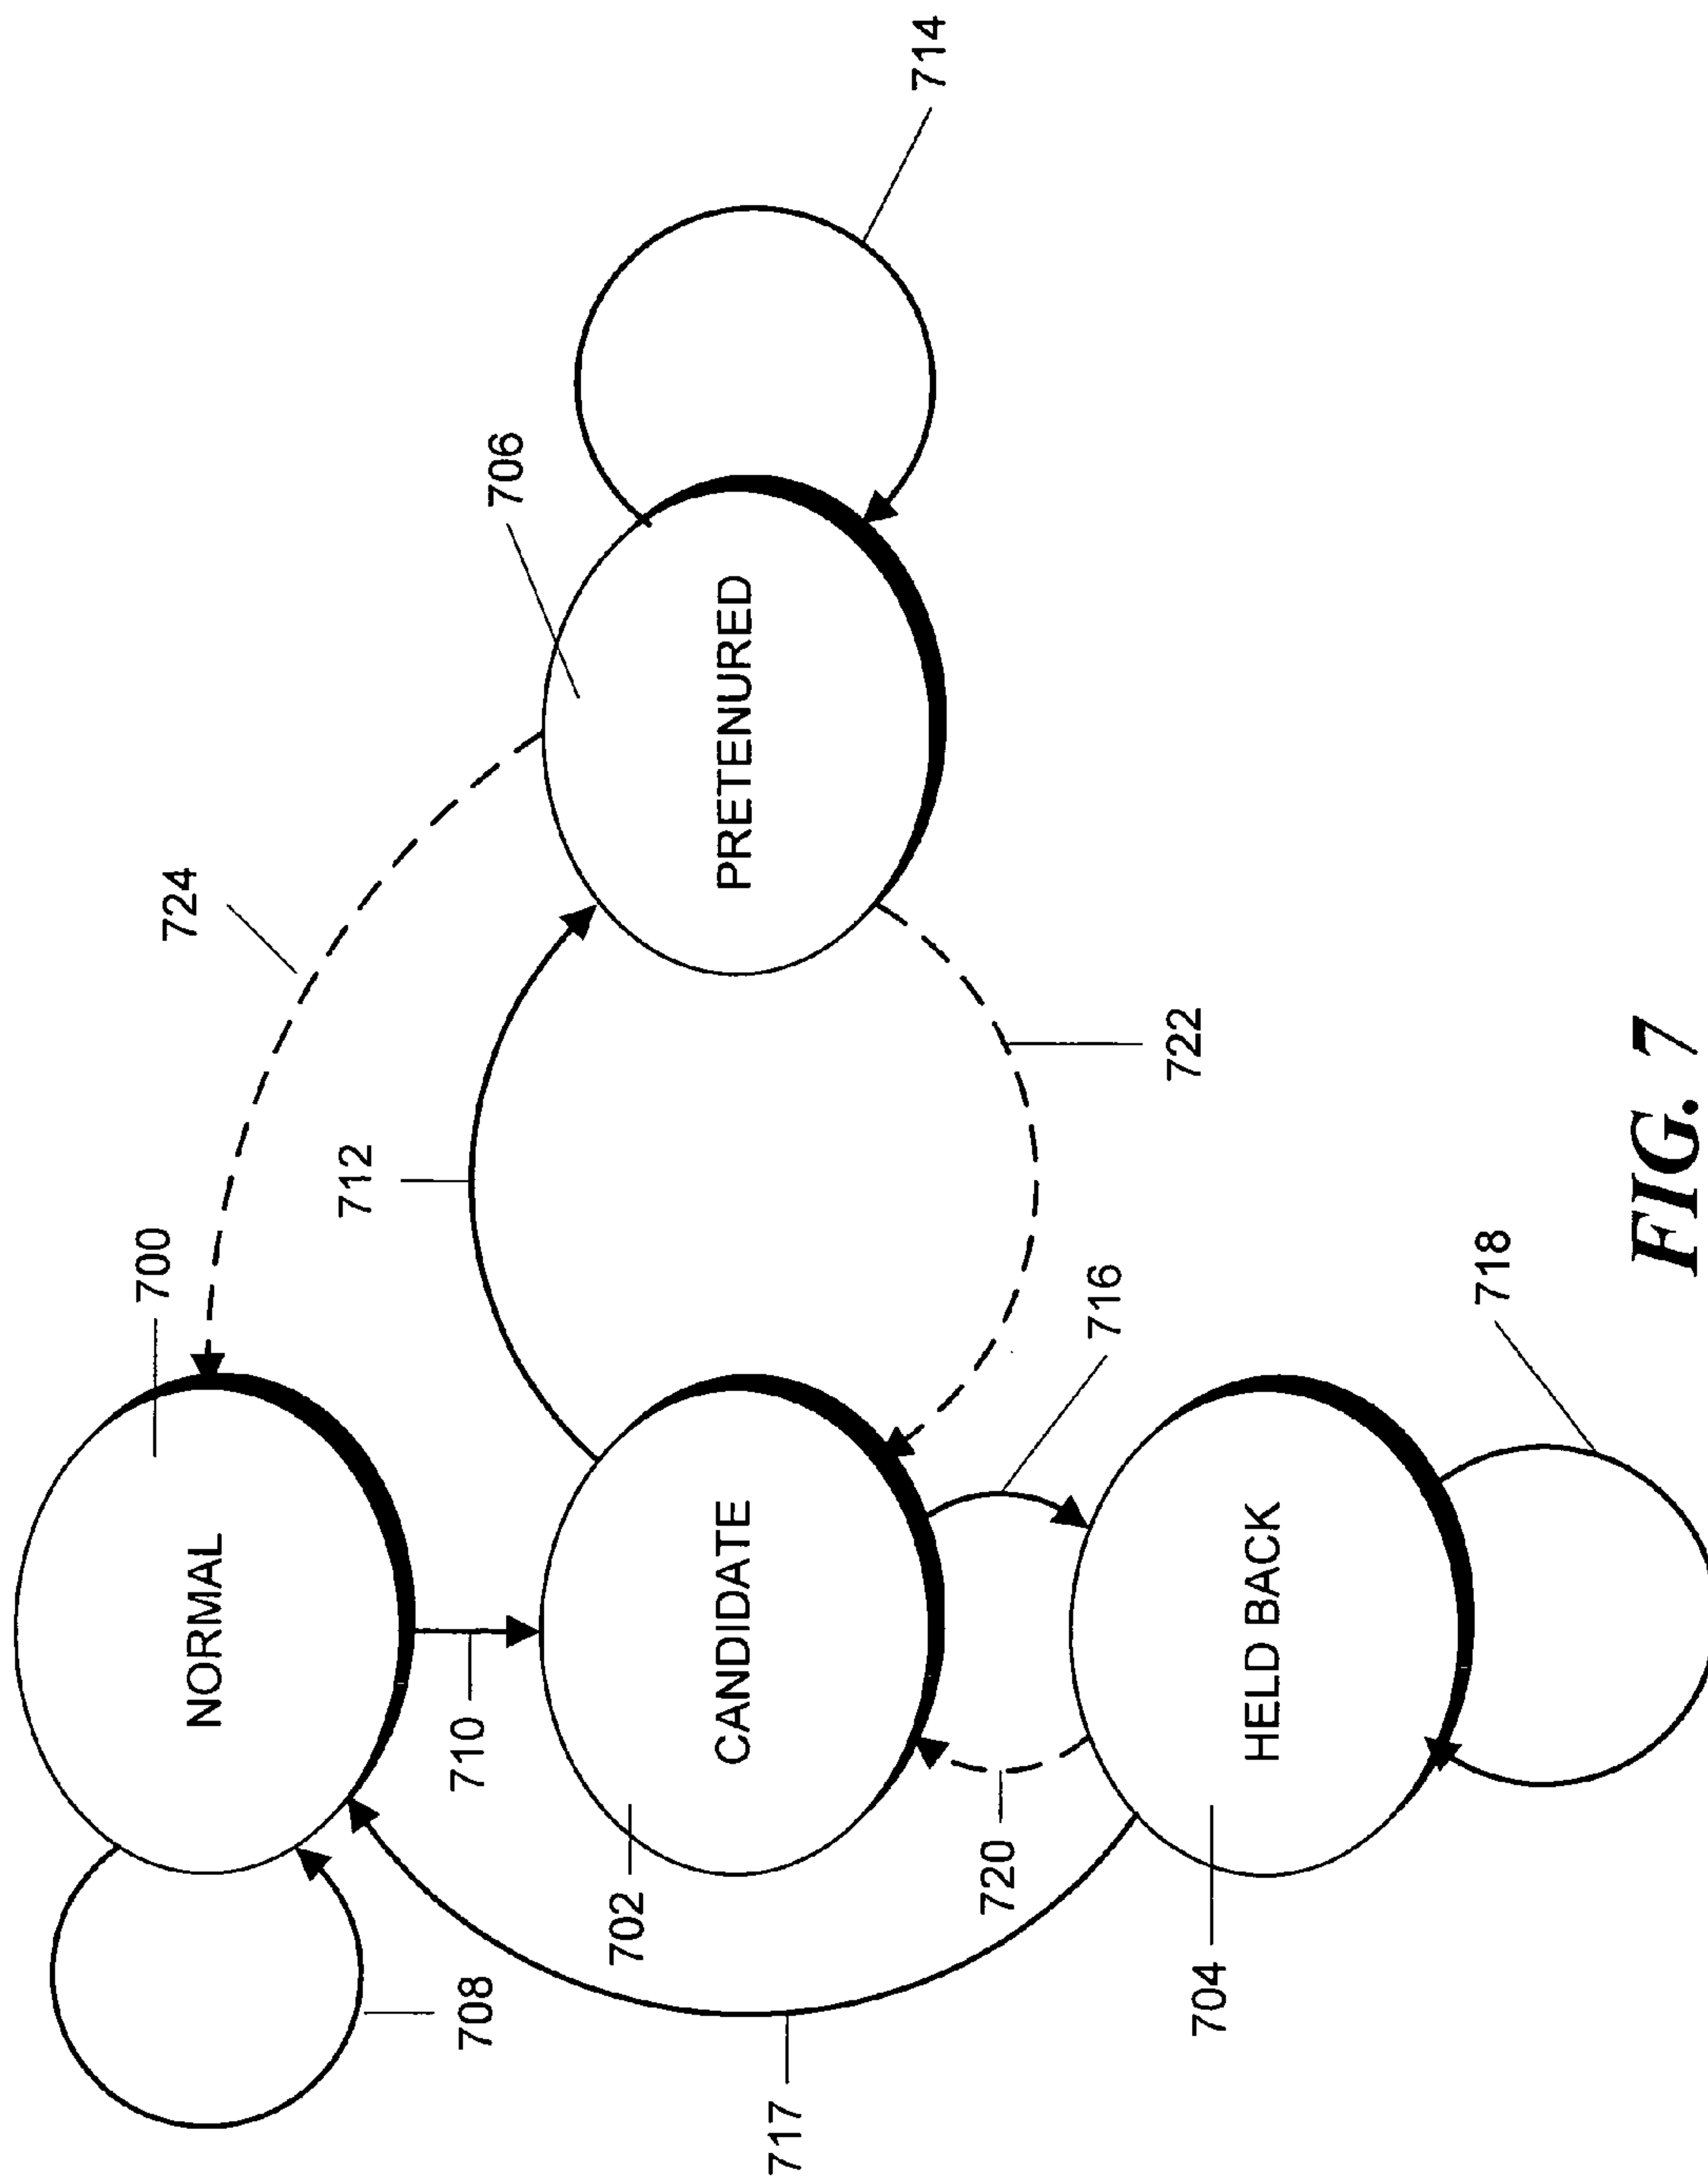 700
NORMAL
708
724
710
712
706
714
702
CANDIDATE
PRETENURED
717
720
716
722
704
HELD BACK
718
FIG. 7